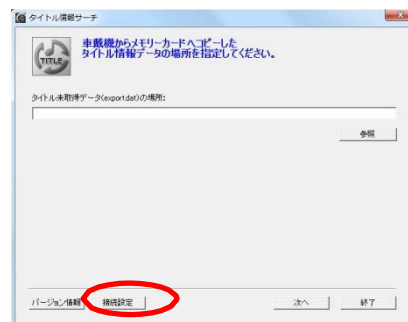 タイトル情報サーチ
TITLE
車載機からメモリーカードへコピーした
タイトル情報データの場所を指定してください。
タイトル未取得データ(export.dat)の場所:
参照
バージョン情報 接続設定 次へ 終了